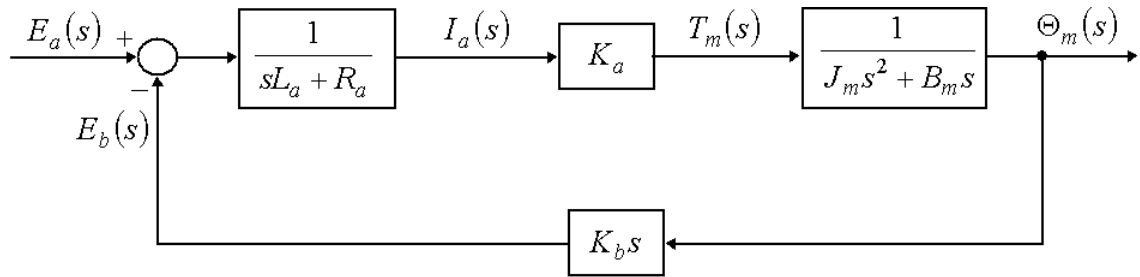 E_a(s)
+
−
1
sL_a + R_a
I_a(s)
K_a
T_m(s)
1
J_m s^2 + B_m s
Θ_m(s)
E_b(s)
K_b s